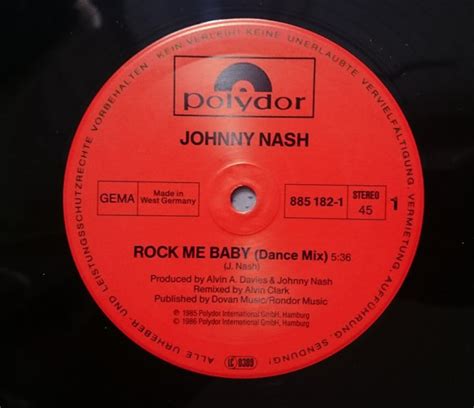 ALLE URHEBER- UND LEISTUNGSSCHUTZRECHTE VORBEHALTEN · KEIN VERLEIH! KEINE UNERLAUBTE VERVIELFÄLTIGUNG, VERMIETUNG, AUFFÜHRUNG, SENDUNG!
polydor
JOHNNY NASH
GEMA Made in West Germany
885 182-1 STEREO 45 1
ROCK ME BABY (Dance Mix) 5:36
(J. Nash)
Produced by Alvin A. Davies & Johnny Nash
Remixed by Alvin Clark
Published by Dovan Music/Rondor Music
Ⓟ 1985 Polydor International GmbH, Hamburg
© 1986 Polydor International GmbH, Hamburg
LC 0309